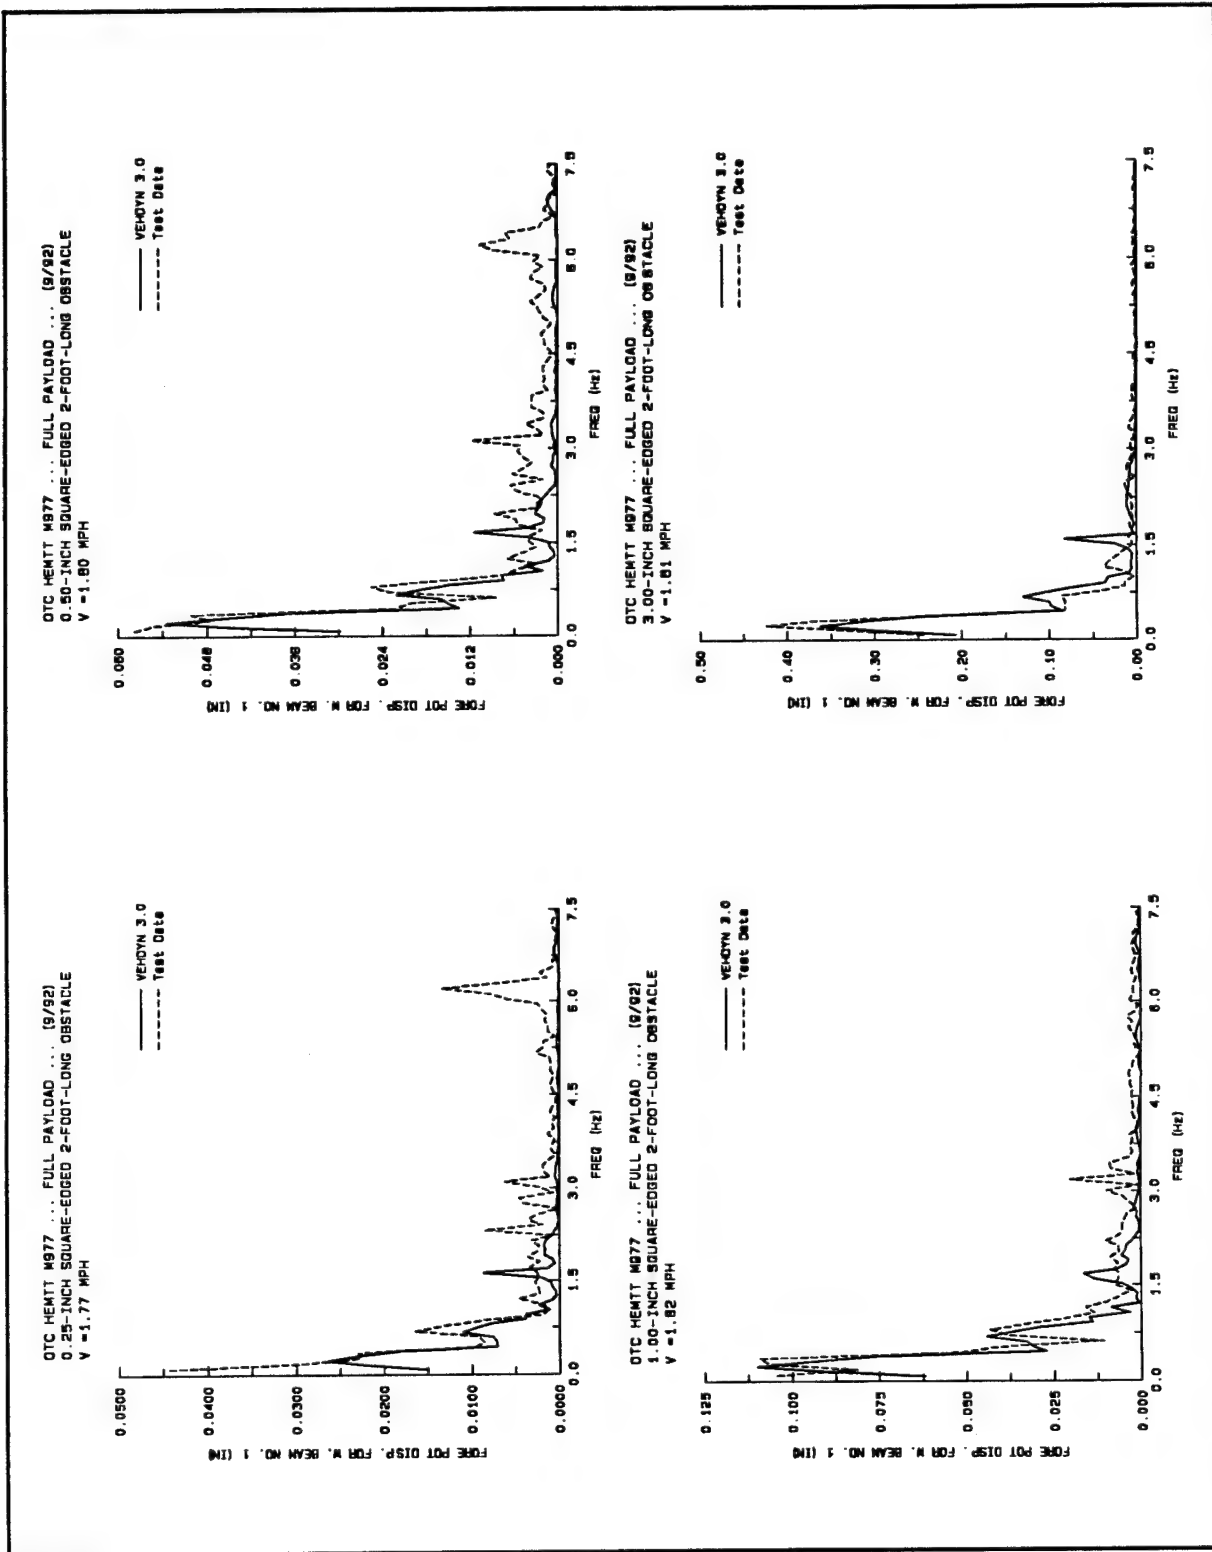 OTC HEMTT M977 ... FULL PAYLOAD ... (9/92)
0.25-INCH SQUARE-EDGED 2-FOOT-LONG OBSTACLE
V =1.77 MPH
VEHDYN 3.0
Test Data
FORE POT DISP. FOR W. BEAM NO. 1 (IN)
0.0500
0.0400
0.0300
0.0200
0.0100
0.0000
0.0 1.5 3.0 4.5 6.0 7.5
FREQ (Hz)
OTC HEMTT M977 ... FULL PAYLOAD ... (9/92)
0.50-INCH SQUARE-EDGED 2-FOOT-LONG OBSTACLE
V =1.80 MPH
VEHDYN 3.0
Test Data
FORE POT DISP. FOR W. BEAM NO. 1 (IN)
0.060
0.048
0.036
0.024
0.012
0.000
0.0 1.5 3.0 4.5 6.0 7.5
FREQ (Hz)
OTC HEMTT M977 ... FULL PAYLOAD ... (9/92)
1.00-INCH SQUARE-EDGED 2-FOOT-LONG OBSTACLE
V =1.82 MPH
VEHDYN 3.0
Test Data
FORE POT DISP. FOR W. BEAM NO. 1 (IN)
0.125
0.100
0.075
0.050
0.025
0.000
0.0 1.5 3.0 4.5 6.0 7.5
FREQ (Hz)
OTC HEMTT M977 ... FULL PAYLOAD ... (9/92)
3.00-INCH SQUARE-EDGED 2-FOOT-LONG OBSTACLE
V =1.81 MPH
VEHDYN 3.0
Test Data
FORE POT DISP. FOR W. BEAM NO. 1 (IN)
0.50
0.40
0.30
0.20
0.10
0.00
0.0 1.5 3.0 4.5 6.0 7.5
FREQ (Hz)